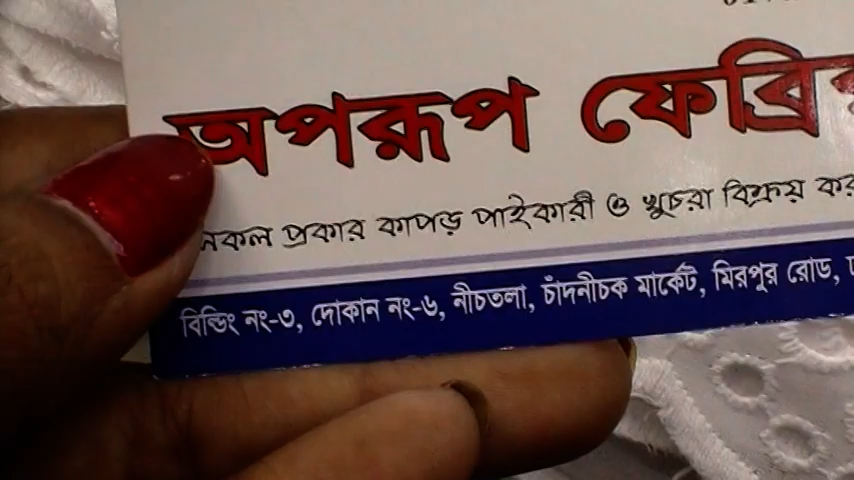 অপরূপ
প্রকার কাপড় পাইকারী ও খুচরা বিক্রয়
বিল্ডিং নং-৩, দোকান নং-৬, নীচতলা, চাঁদনীচক মার্কেট, মিরপুর রোড,